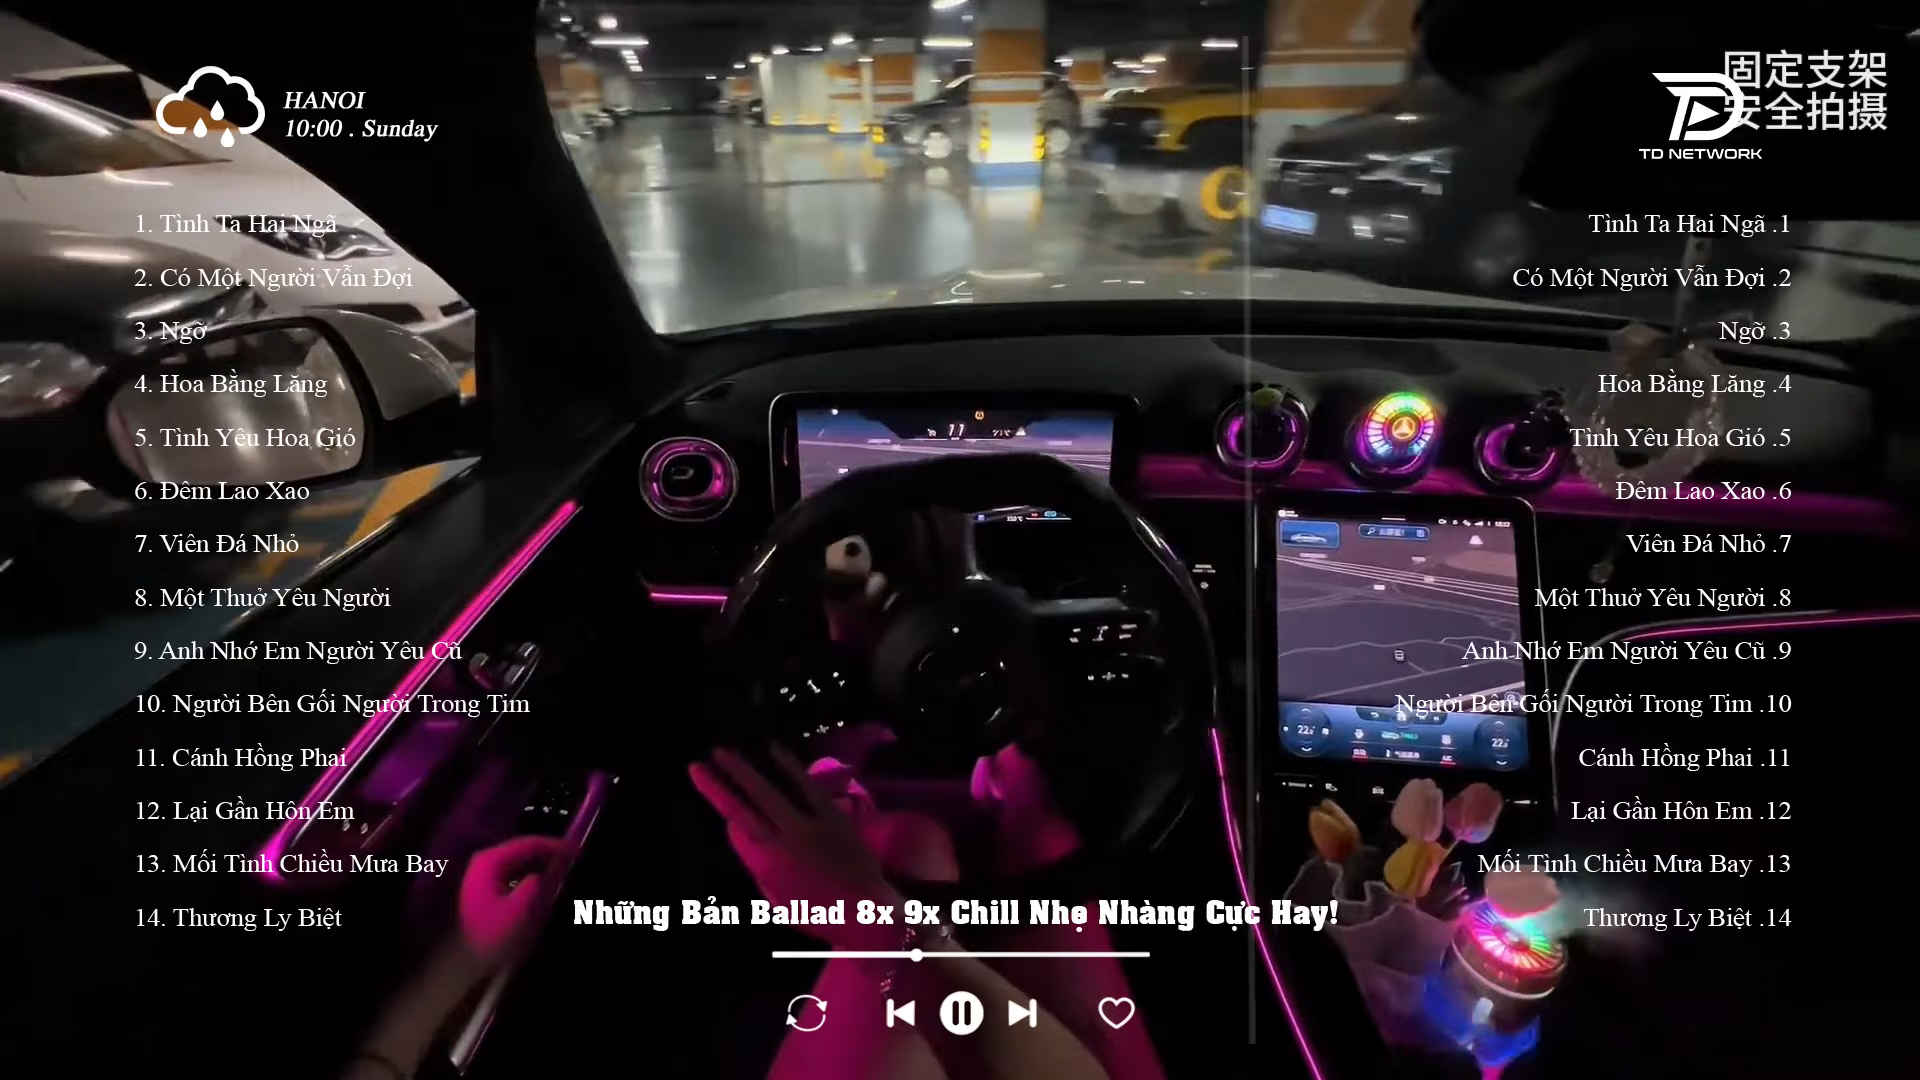 HANOI
10:00 . Sunday
固定支架
安全拍摄
TD NETWORK
1. Tình Ta Hai Ngã
2. Có Một Người Vẫn Đợi
3. Ngỡ
4. Hoa Bằng Lăng
5. Tình Yêu Hoa Gió
6. Đêm Lao Xao
7. Viên Đá Nhỏ
8. Một Thuở Yêu Người
9. Anh Nhớ Em Người Yêu Cũ
10. Người Bên Gối Người Trong Tim
11. Cánh Hồng Phai
12. Lại Gần Hôn Em
13. Mối Tình Chiều Mưa Bay
14. Thương Ly Biệt
Tình Ta Hai Ngã .1
Có Một Người Vẫn Đợi .2
Ngỡ .3
Hoa Bằng Lăng .4
Tình Yêu Hoa Gió .5
Đêm Lao Xao .6
Viên Đá Nhỏ .7
Một Thuở Yêu Người .8
Anh Nhớ Em Người Yêu Cũ .9
Người Bên Gối Người Trong Tim .10
Cánh Hồng Phai .11
Lại Gần Hôn Em .12
Mối Tình Chiều Mưa Bay .13
Thương Ly Biệt .14
Những Bản Ballad 8x 9x Chill Nhẹ Nhàng Cực Hay!